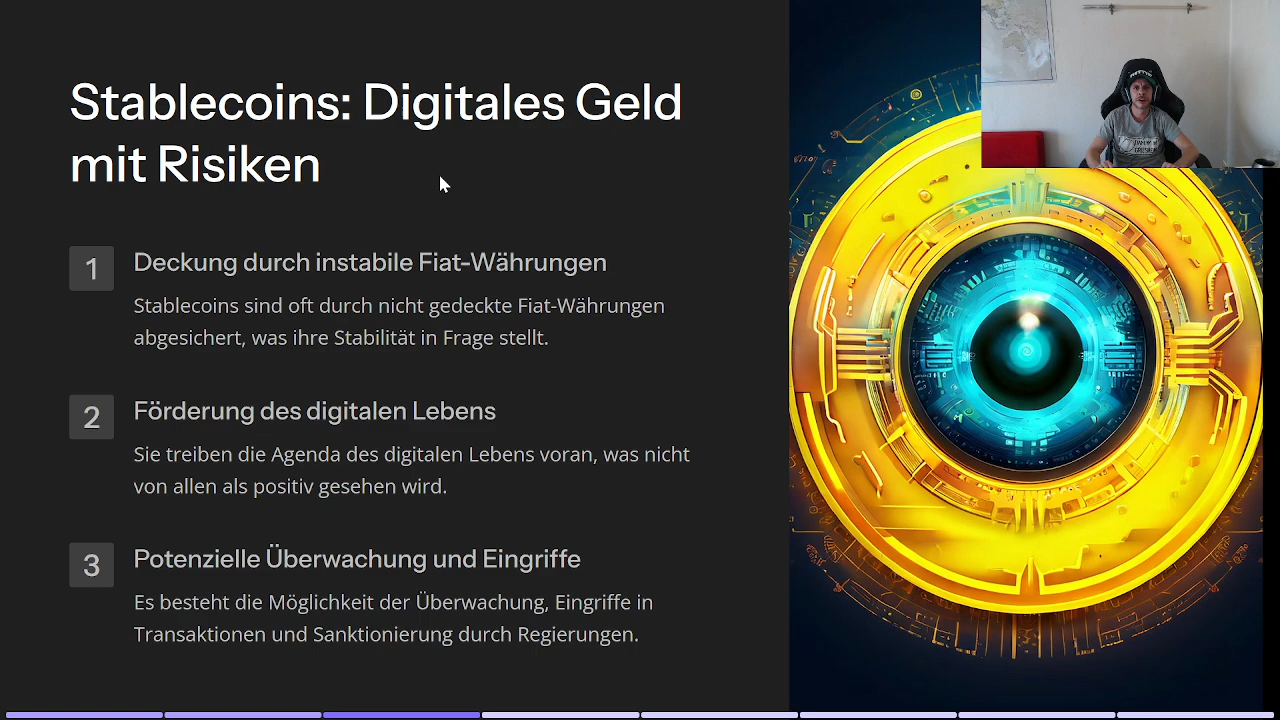 Stablecoins: Digitales Geld
mit Risiken
1
Deckung durch instabile Fiat-Währungen
Stablecoins sind oft durch nicht gedeckte Fiat-Währungen
abgesichert, was ihre Stabilität in Frage stellt.
2
Förderung des digitalen Lebens
Sie treiben die Agenda des digitalen Lebens voran, was nicht
von allen als positiv gesehen wird.
3
Potenzielle Überwachung und Eingriffe
Es besteht die Möglichkeit der Überwachung, Eingriffe in
Transaktionen und Sanktionierung durch Regierungen.